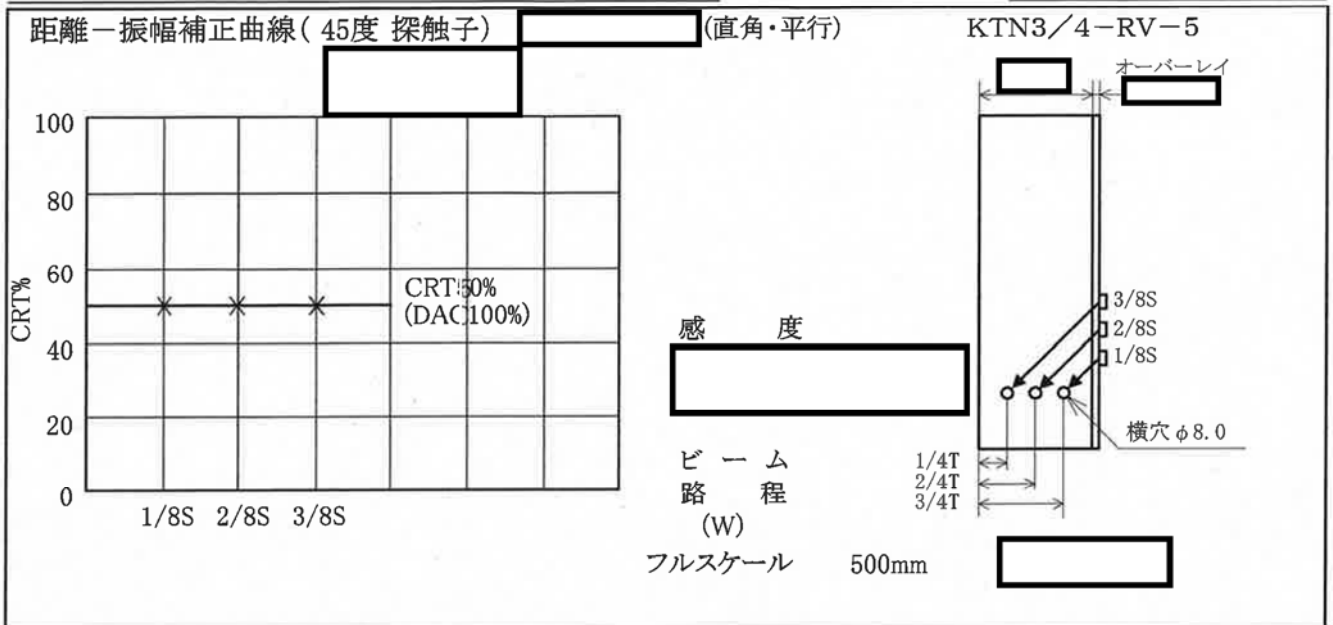 距離－振幅補正曲線( 45度 探触子) (直角・平行)
KTN3／4－RV－5
オーバーレイ
100
80
60
40
20
0
CRT%
CRT50%
(DAC100%)
1/8S 2/8S 3/8S
感 度
ビ ー ム
路 程
(W)
フルスケール 500mm
3/8S
2/8S
1/8S
横穴φ8.0
1/4T
2/4T
3/4T